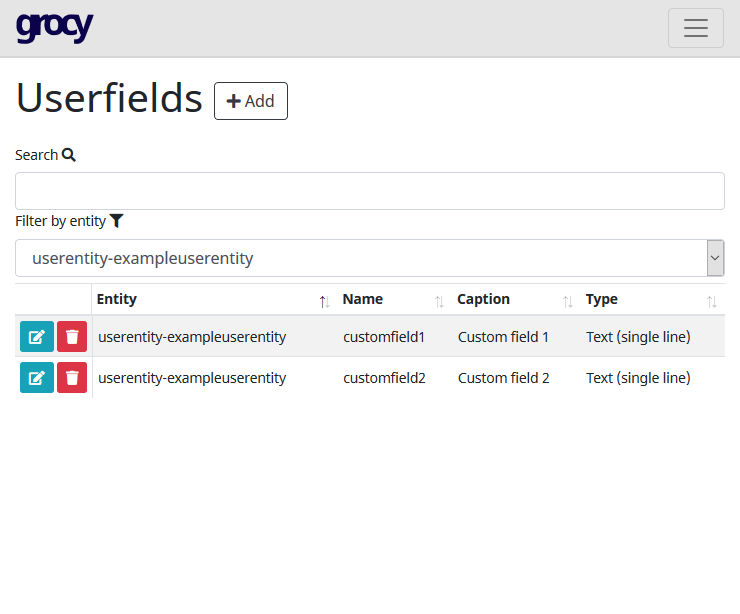 grocy
Userfields + Add
Search
Filter by entity
userentity-exampleuserentity
Entity Name Caption Type
userentity-exampleuserentity customfield1 Custom field 1 Text (single line)
userentity-exampleuserentity customfield2 Custom field 2 Text (single line)